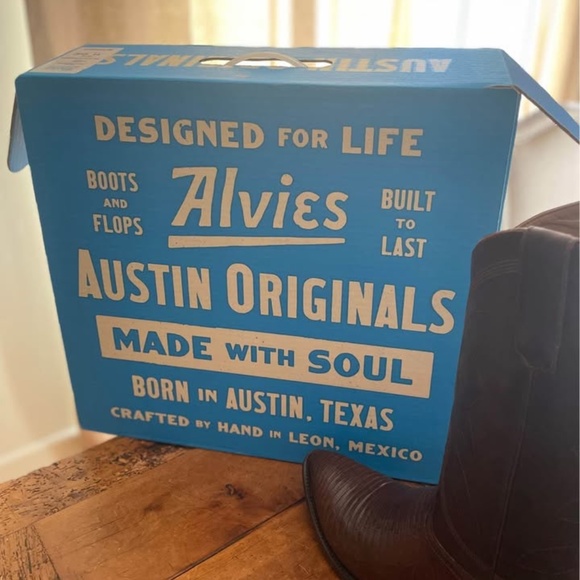 AUSTIN
DESIGNED FOR LIFE
BOOTS
AND
FLOPS
Alvies
BUILT
TO
LAST
AUSTIN ORIGINALS
MADE WITH SOUL
BORN IN AUSTIN, TEXAS
CRAFTED BY HAND IN LEON, MEXICO